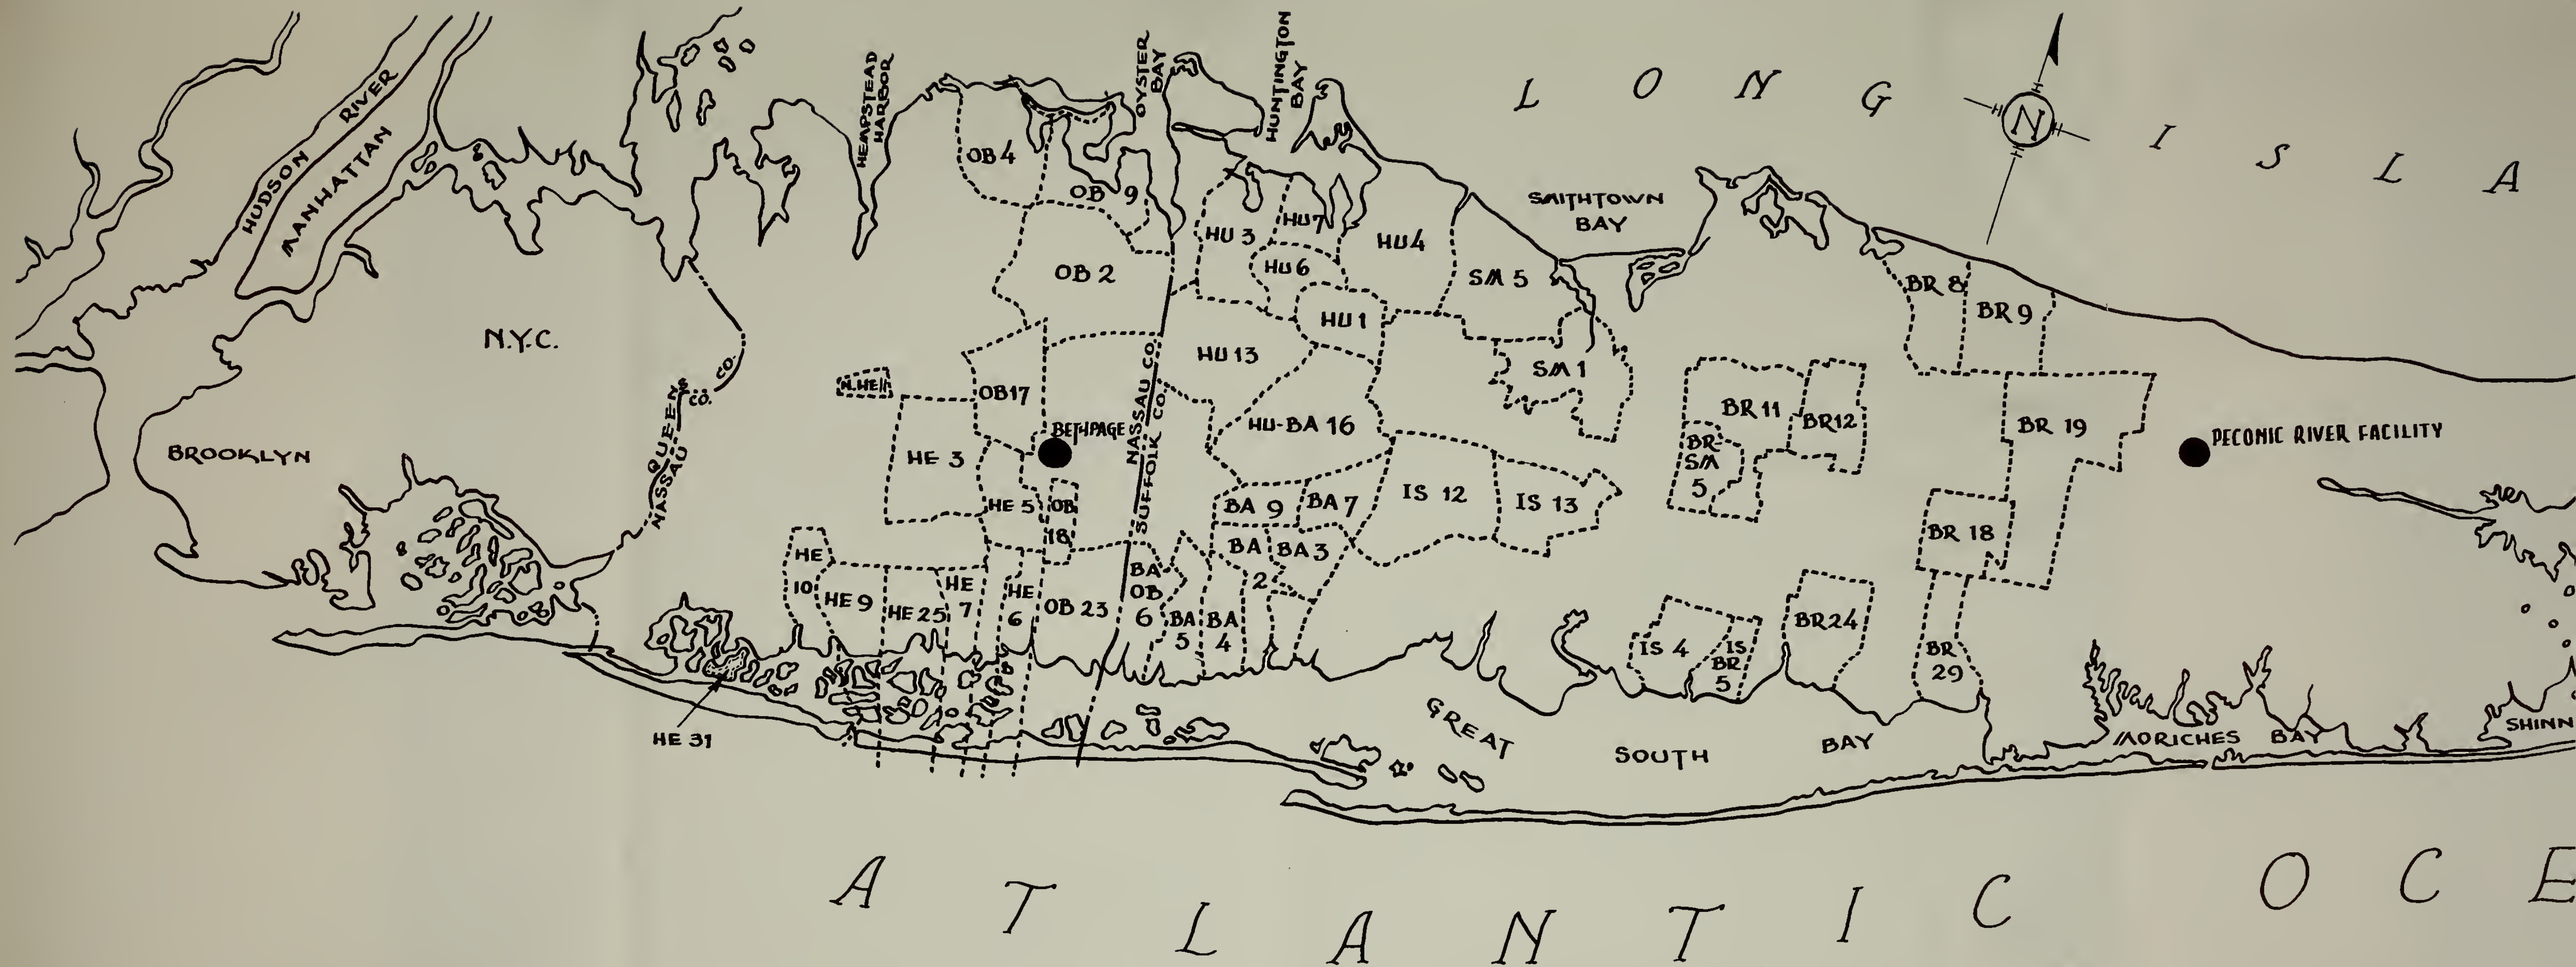 HUDSON RIVER
MANHATTAN
HEMPSTEAD
HARBOR
OYSTER
BAY
HUNTINGTON
BAY
L O N G I S L A
N
SMITHTOWN
BAY
OB 4
OB 9
OB 2
HU 3
HU 7
HU 6
HU 4
HU 1
SM 5
BR 8
BR 9
N.Y.C.
QUEENS CO.
NASSAU CO.
OB 17
HU 13
SM 1
NASSAU CO.
SUFFOLK CO.
HU-BA 16
BR 11
BR 12
BR 19
BETHPAGE
PECONIC RIVER FACILITY
BROOKLYN
HE 3
BR
SM
5
HE 5
OB
18
BA 9
BA 7
IS 12
IS 13
BR 18
HE
10
HE 9
HE 25
HE
7
HE
6
OB 23
BA
OB
6
BA
5
BA
4
BA
2
BA 3
IS 4
IS
BR
5
BR 24
BR
29
HE 31
GREAT
SOUTH
BAY
MORICHES BAY
SHINN
A T L A N T I C O C E